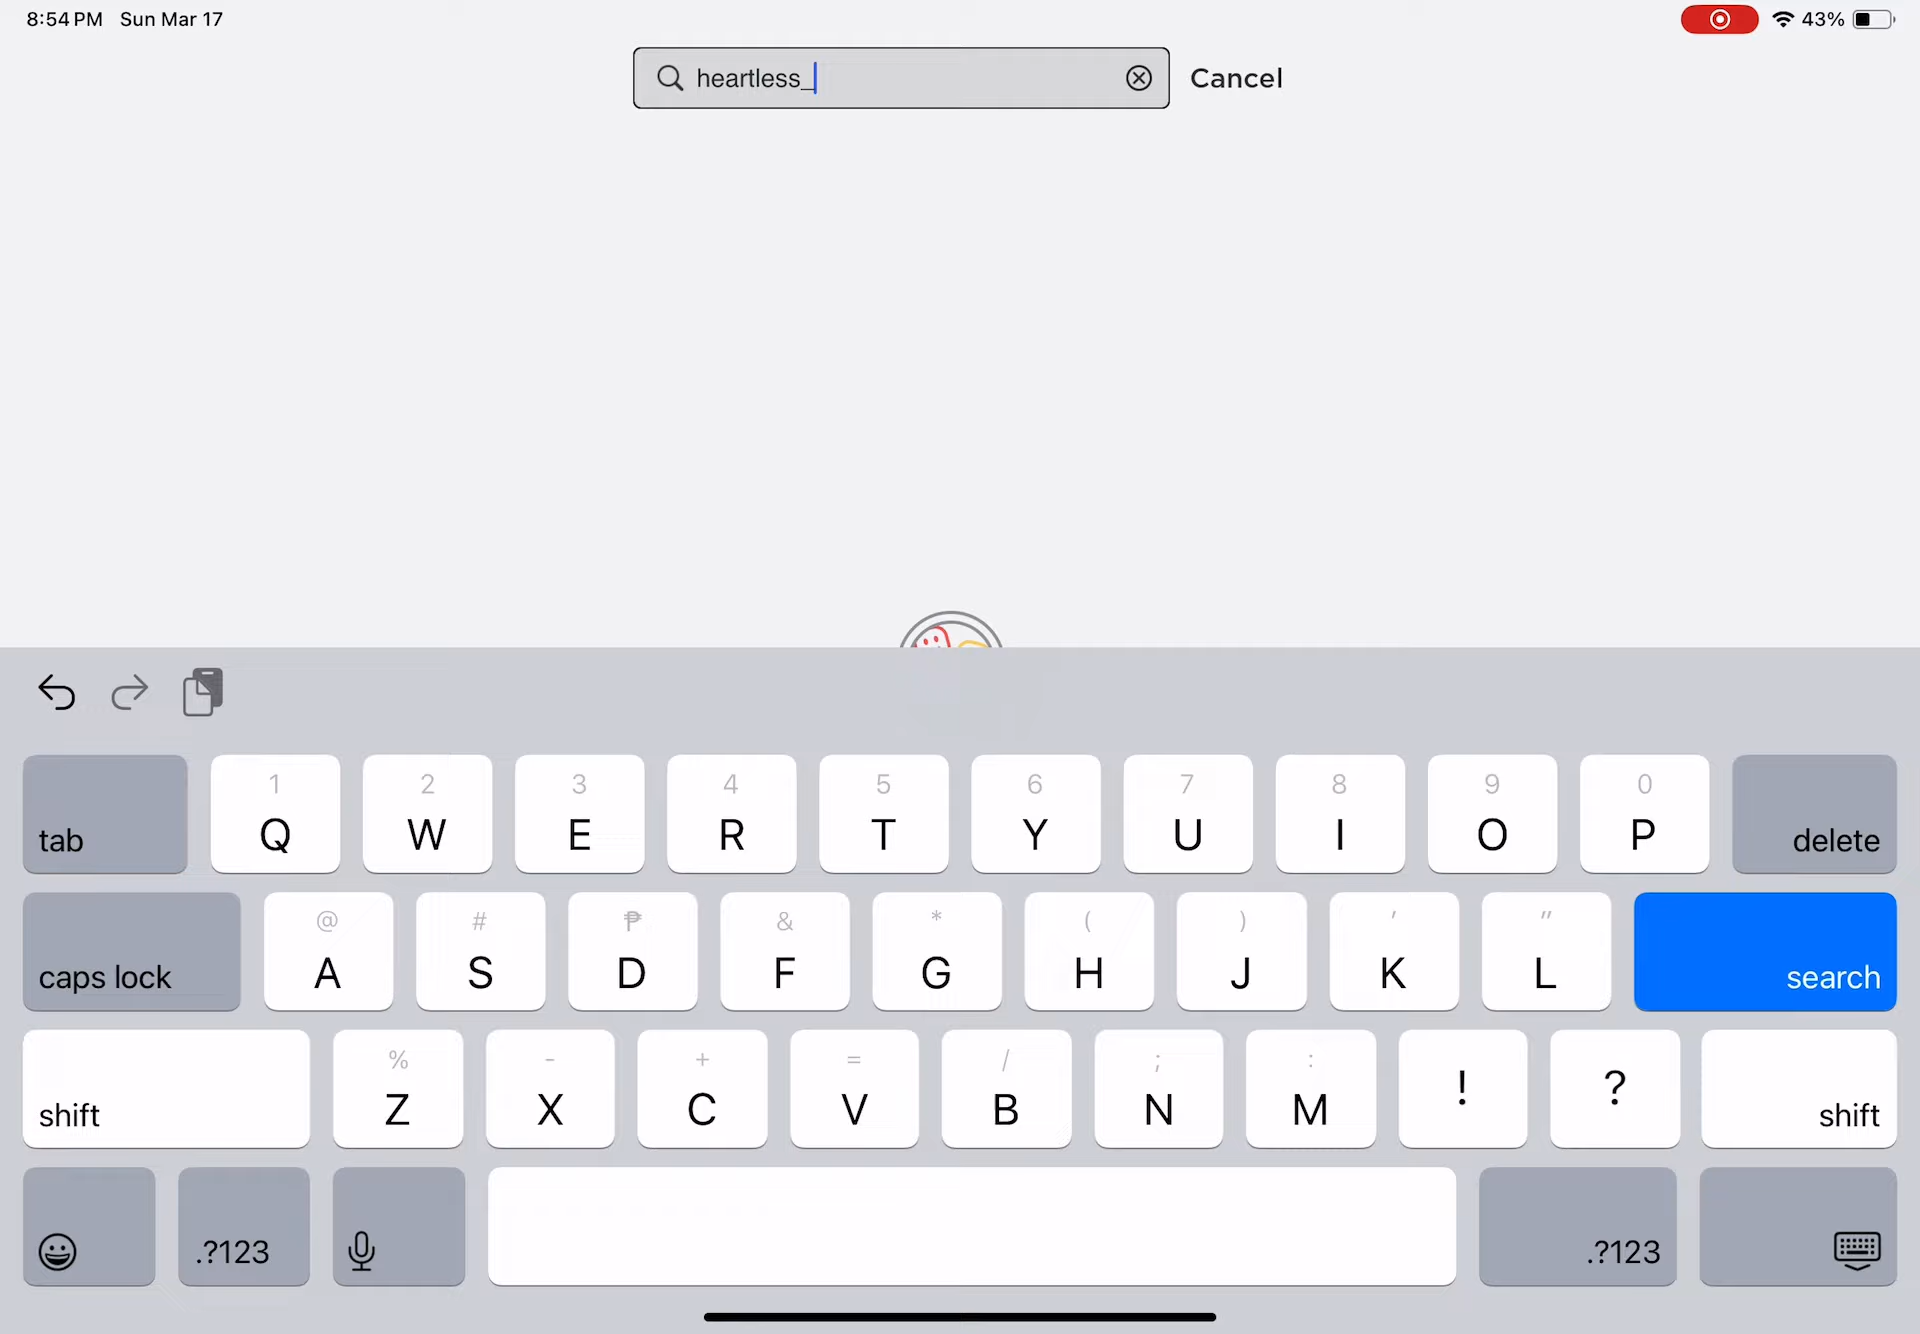 8:54 PM Sun Mar 17
43%
heartless_
Cancel
tab 1 Q 2 W 3 E 4 R 5 T 6 Y 7 U 8 I 9 O 0 P delete
caps lock @ A # S ₱ D & F * G ( H ) J ' K " L search
shift % Z - X + C = V / B ; N : M ! ? shift
.?123 .?123